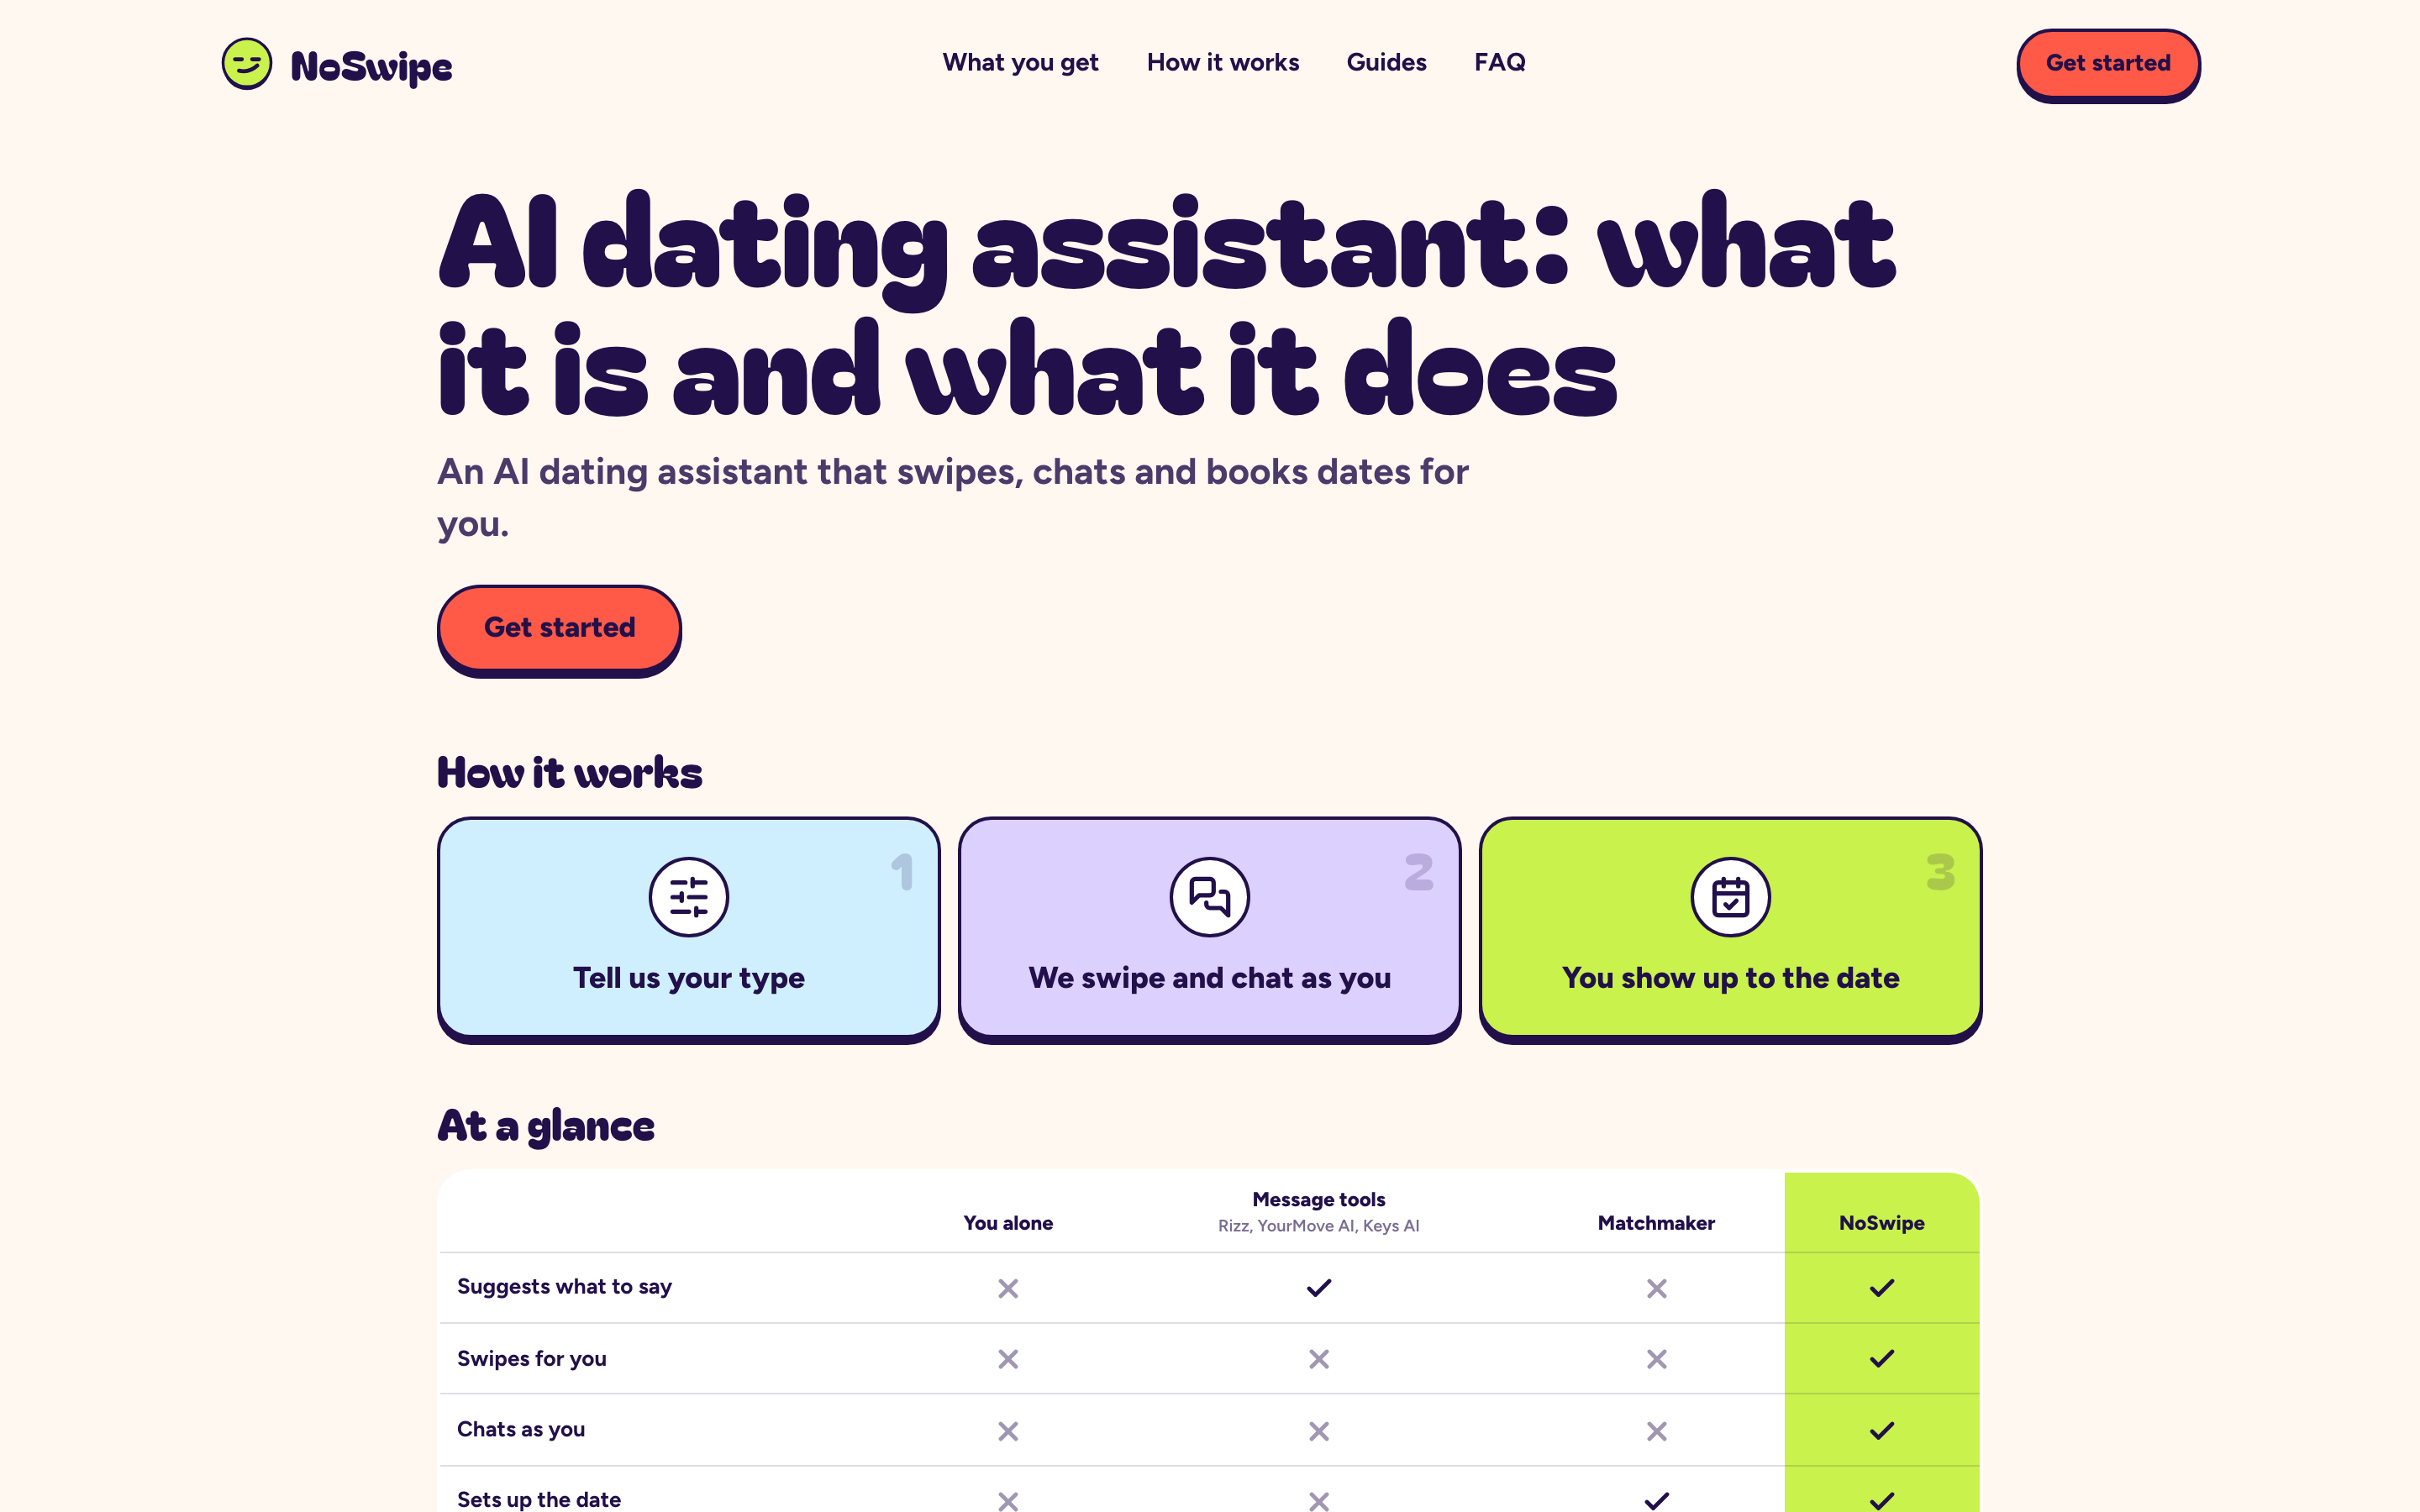 NoSwipe
What you get
How it works
Guides
FAQ
Get started
AI dating assistant: what
it is and what it does
An AI dating assistant that swipes, chats and books dates for
you.
Get started
How it works
1
Tell us your type
2
We swipe and chat as you
3
You show up to the date
At a glance
You alone
Message tools
Rizz, YourMove AI, Keys AI
Matchmaker
NoSwipe
Suggests what to say
Swipes for you
Chats as you
Sets up the date